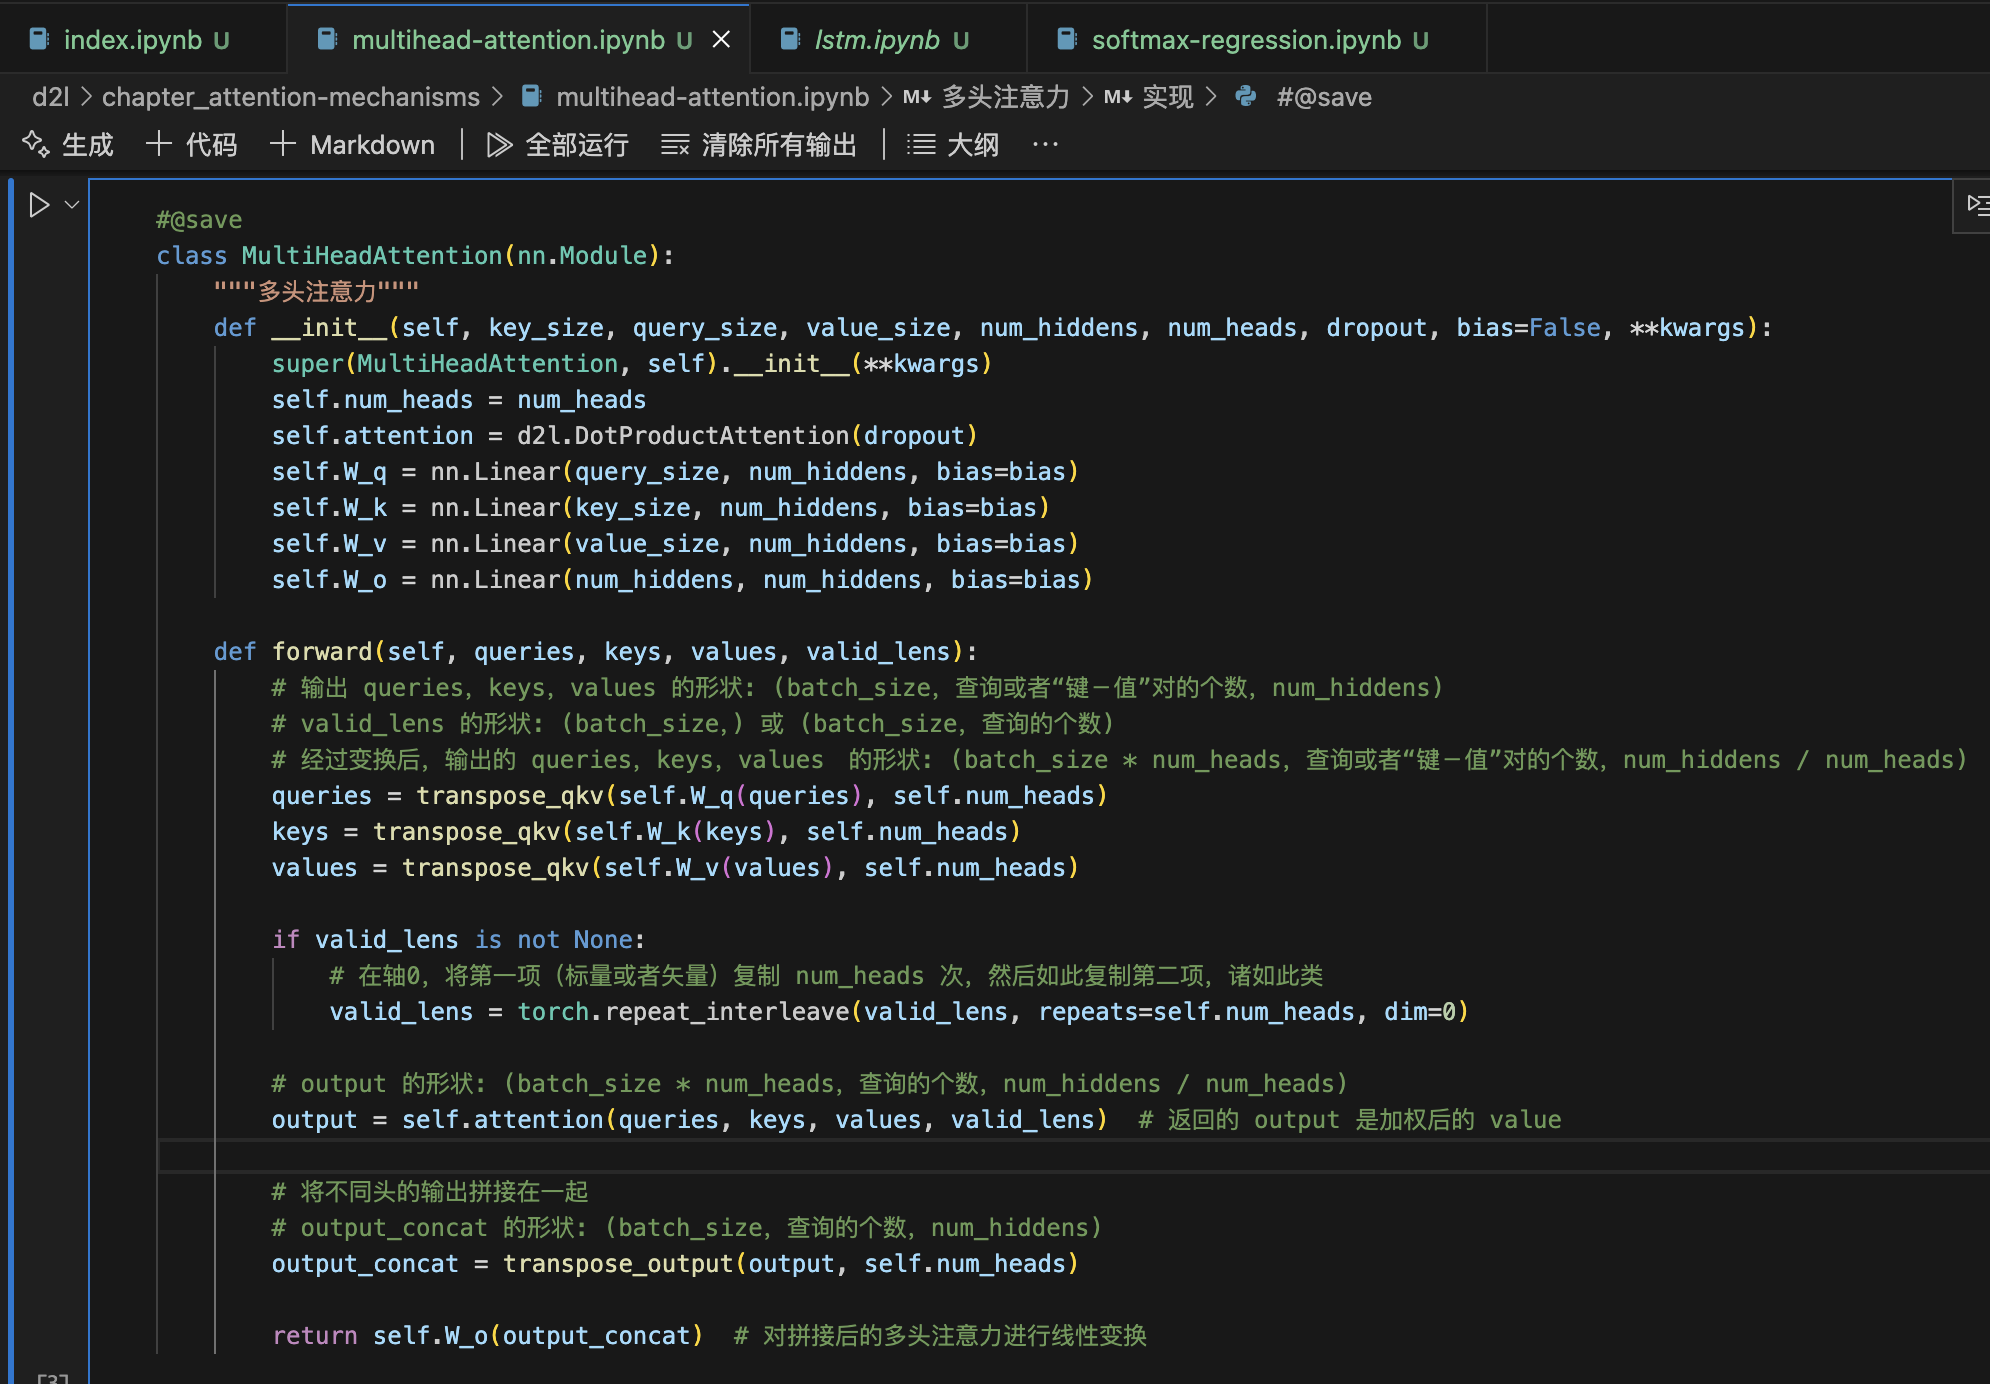 index.ipynb U multihead-attention.ipynb U lstm.ipynb U softmax-regression.ipynb U
d2l > chapter_attention-mechanisms > multihead-attention.ipynb > M↓ 多头注意力 > M↓ 实现 > #@save
生成 + 代码 + Markdown | 全部运行 清除所有输出 | 大纲 ···
#@save
class MultiHeadAttention(nn.Module):
    """多头注意力"""
    def __init__(self, key_size, query_size, value_size, num_hiddens, num_heads, dropout, bias=False, **kwargs):
        super(MultiHeadAttention, self).__init__(**kwargs)
        self.num_heads = num_heads
        self.attention = d2l.DotProductAttention(dropout)
        self.W_q = nn.Linear(query_size, num_hiddens, bias=bias)
        self.W_k = nn.Linear(key_size, num_hiddens, bias=bias)
        self.W_v = nn.Linear(value_size, num_hiddens, bias=bias)
        self.W_o = nn.Linear(num_hiddens, num_hiddens, bias=bias)
    def forward(self, queries, keys, values, valid_lens):
        # 输出 queries，keys，values 的形状: (batch_size，查询或者“键－值”对的个数，num_hiddens)
        # valid_lens 的形状: (batch_size，) 或 (batch_size，查询的个数)
        # 经过变换后，输出的 queries，keys，values 的形状: (batch_size * num_heads，查询或者“键－值”对的个数，num_hiddens / num_heads)
        queries = transpose_qkv(self.W_q(queries), self.num_heads)
        keys = transpose_qkv(self.W_k(keys), self.num_heads)
        values = transpose_qkv(self.W_v(values), self.num_heads)
        if valid_lens is not None:
            # 在轴0，将第一项（标量或者矢量）复制 num_heads 次，然后如此复制第二项，诸如此类
            valid_lens = torch.repeat_interleave(valid_lens, repeats=self.num_heads, dim=0)
        # output 的形状: (batch_size * num_heads，查询的个数，num_hiddens / num_heads)
        output = self.attention(queries, keys, values, valid_lens)  # 返回的 output 是加权后的 value
        # 将不同头的输出拼接在一起
        # output_concat 的形状: (batch_size，查询的个数，num_hiddens)
        output_concat = transpose_output(output, self.num_heads)
        return self.W_o(output_concat)  # 对拼接后的多头注意力进行线性变换